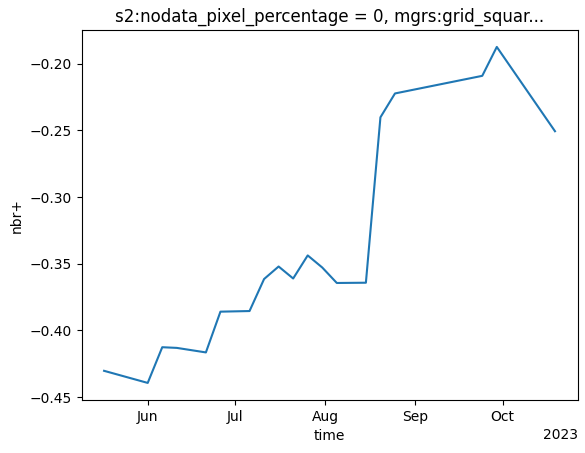 s2:nodata_pixel_percentage = 0, mgrs:grid_squar...
−0.20
−0.25
−0.30
−0.35
−0.40
−0.45
nbr+
Jun Jul Aug Sep Oct
time
2023